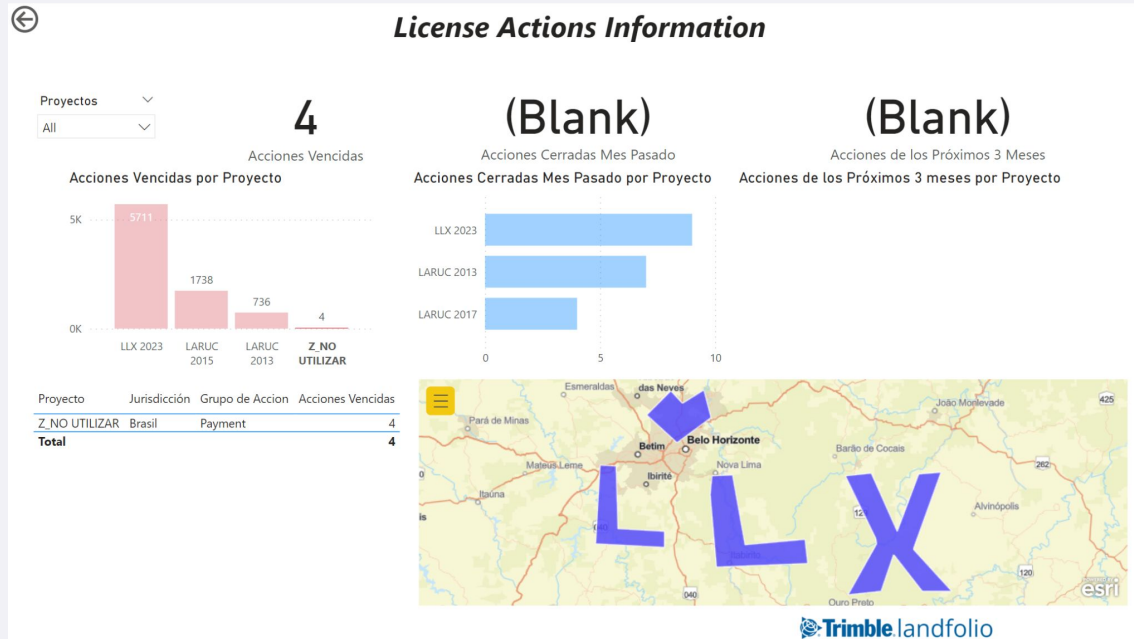 License Actions Information
Proyectos
All
4
Acciones Vencidas
(Blank)
Acciones Cerradas Mes Pasado
(Blank)
Acciones de los Próximos 3 Meses
Acciones Vencidas por Proyecto
5K
0K
5711
1738
736
4
LLX 2023
LARUC 2015
LARUC 2013
Z_NO UTILIZAR
Acciones Cerradas Mes Pasado por Proyecto
LLX 2023
LARUC 2013
LARUC 2017
0 5 10
Acciones de los Próximos 3 meses por Proyecto
Proyecto Jurisdicción Grupo de Accion Acciones Vencidas
Z_NO UTILIZAR Brasil Payment 4
Total 4
Esmeraldas
das Neves
João Monlevade
425
Pará de Minas
Belo Horizonte
Betim
Barão de Cocais
Mateus Leme
Nova Lima
262
Ibirité
0
Itaúna
Alvinópolis
is
040
LLX
120
040
Ouro Preto
esri
Trimble.landfolio